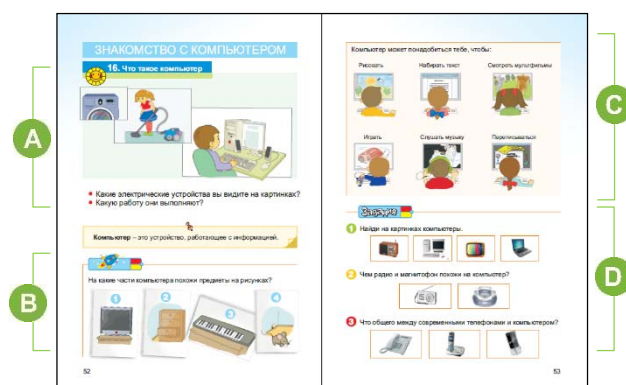 ЗНАКОМСТВО С КОМПЬЮТЕРОМ
16. Что такое компьютер
A
Какие электрические устройства вы видите на картинках?
Какую работу они выполняют?
Компьютер – это устройство, работающее с информацией.
B
На какие части компьютера похожи предметы на рисунках?
1
2
3
4
52
Компьютер может понадобиться тебе, чтобы:
Рисовать Набирать текст Смотреть мультфильмы
Играть Слушать музыку Переписываться
C
D
1 Найди на картинках компьютеры.
2 Чем радио и магнитофон похожи на компьютер?
3 Что общего между современными телефонами и компьютером?
53